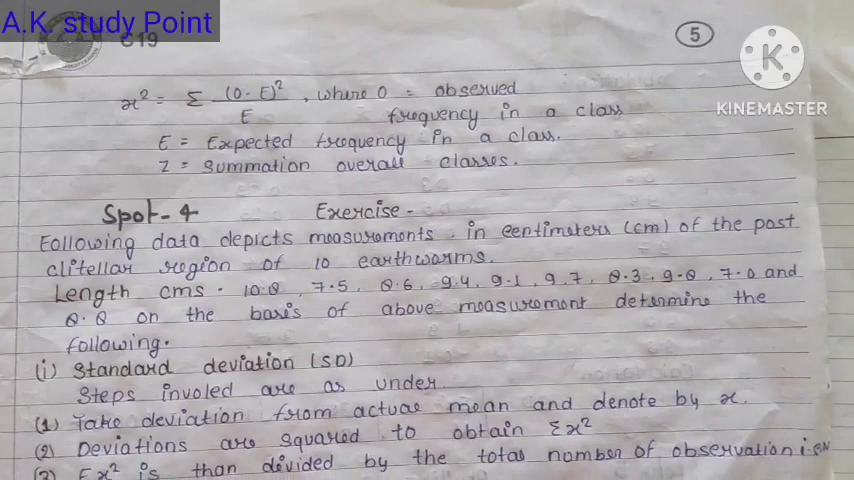 A.K. study Point
C19
5
KINEMASTER
x² = Σ (O-E)² / E , where O = observed
frequency in a class
E = Expected frequency in a class.
Σ = summation overall classes.
Spot-4 Exercise -
Following data depicts measurements in centimeters (cm) of the post
clitellar region of 10 earthworms.
Length cms - 10.8, 7.5, 8.6, 9.4, 9.1, 9.7, 8.3, 9.8, 7.0 and
8.8 on the basis of above measurement determine the
following.
(i) Standard deviation (SD)
Steps involed are as under
(1) Take deviation from actual mean and denote by x.
(2) Deviations are squared to obtain Σx²
(3) Σx² is than devided by the total nomber of observation i.e